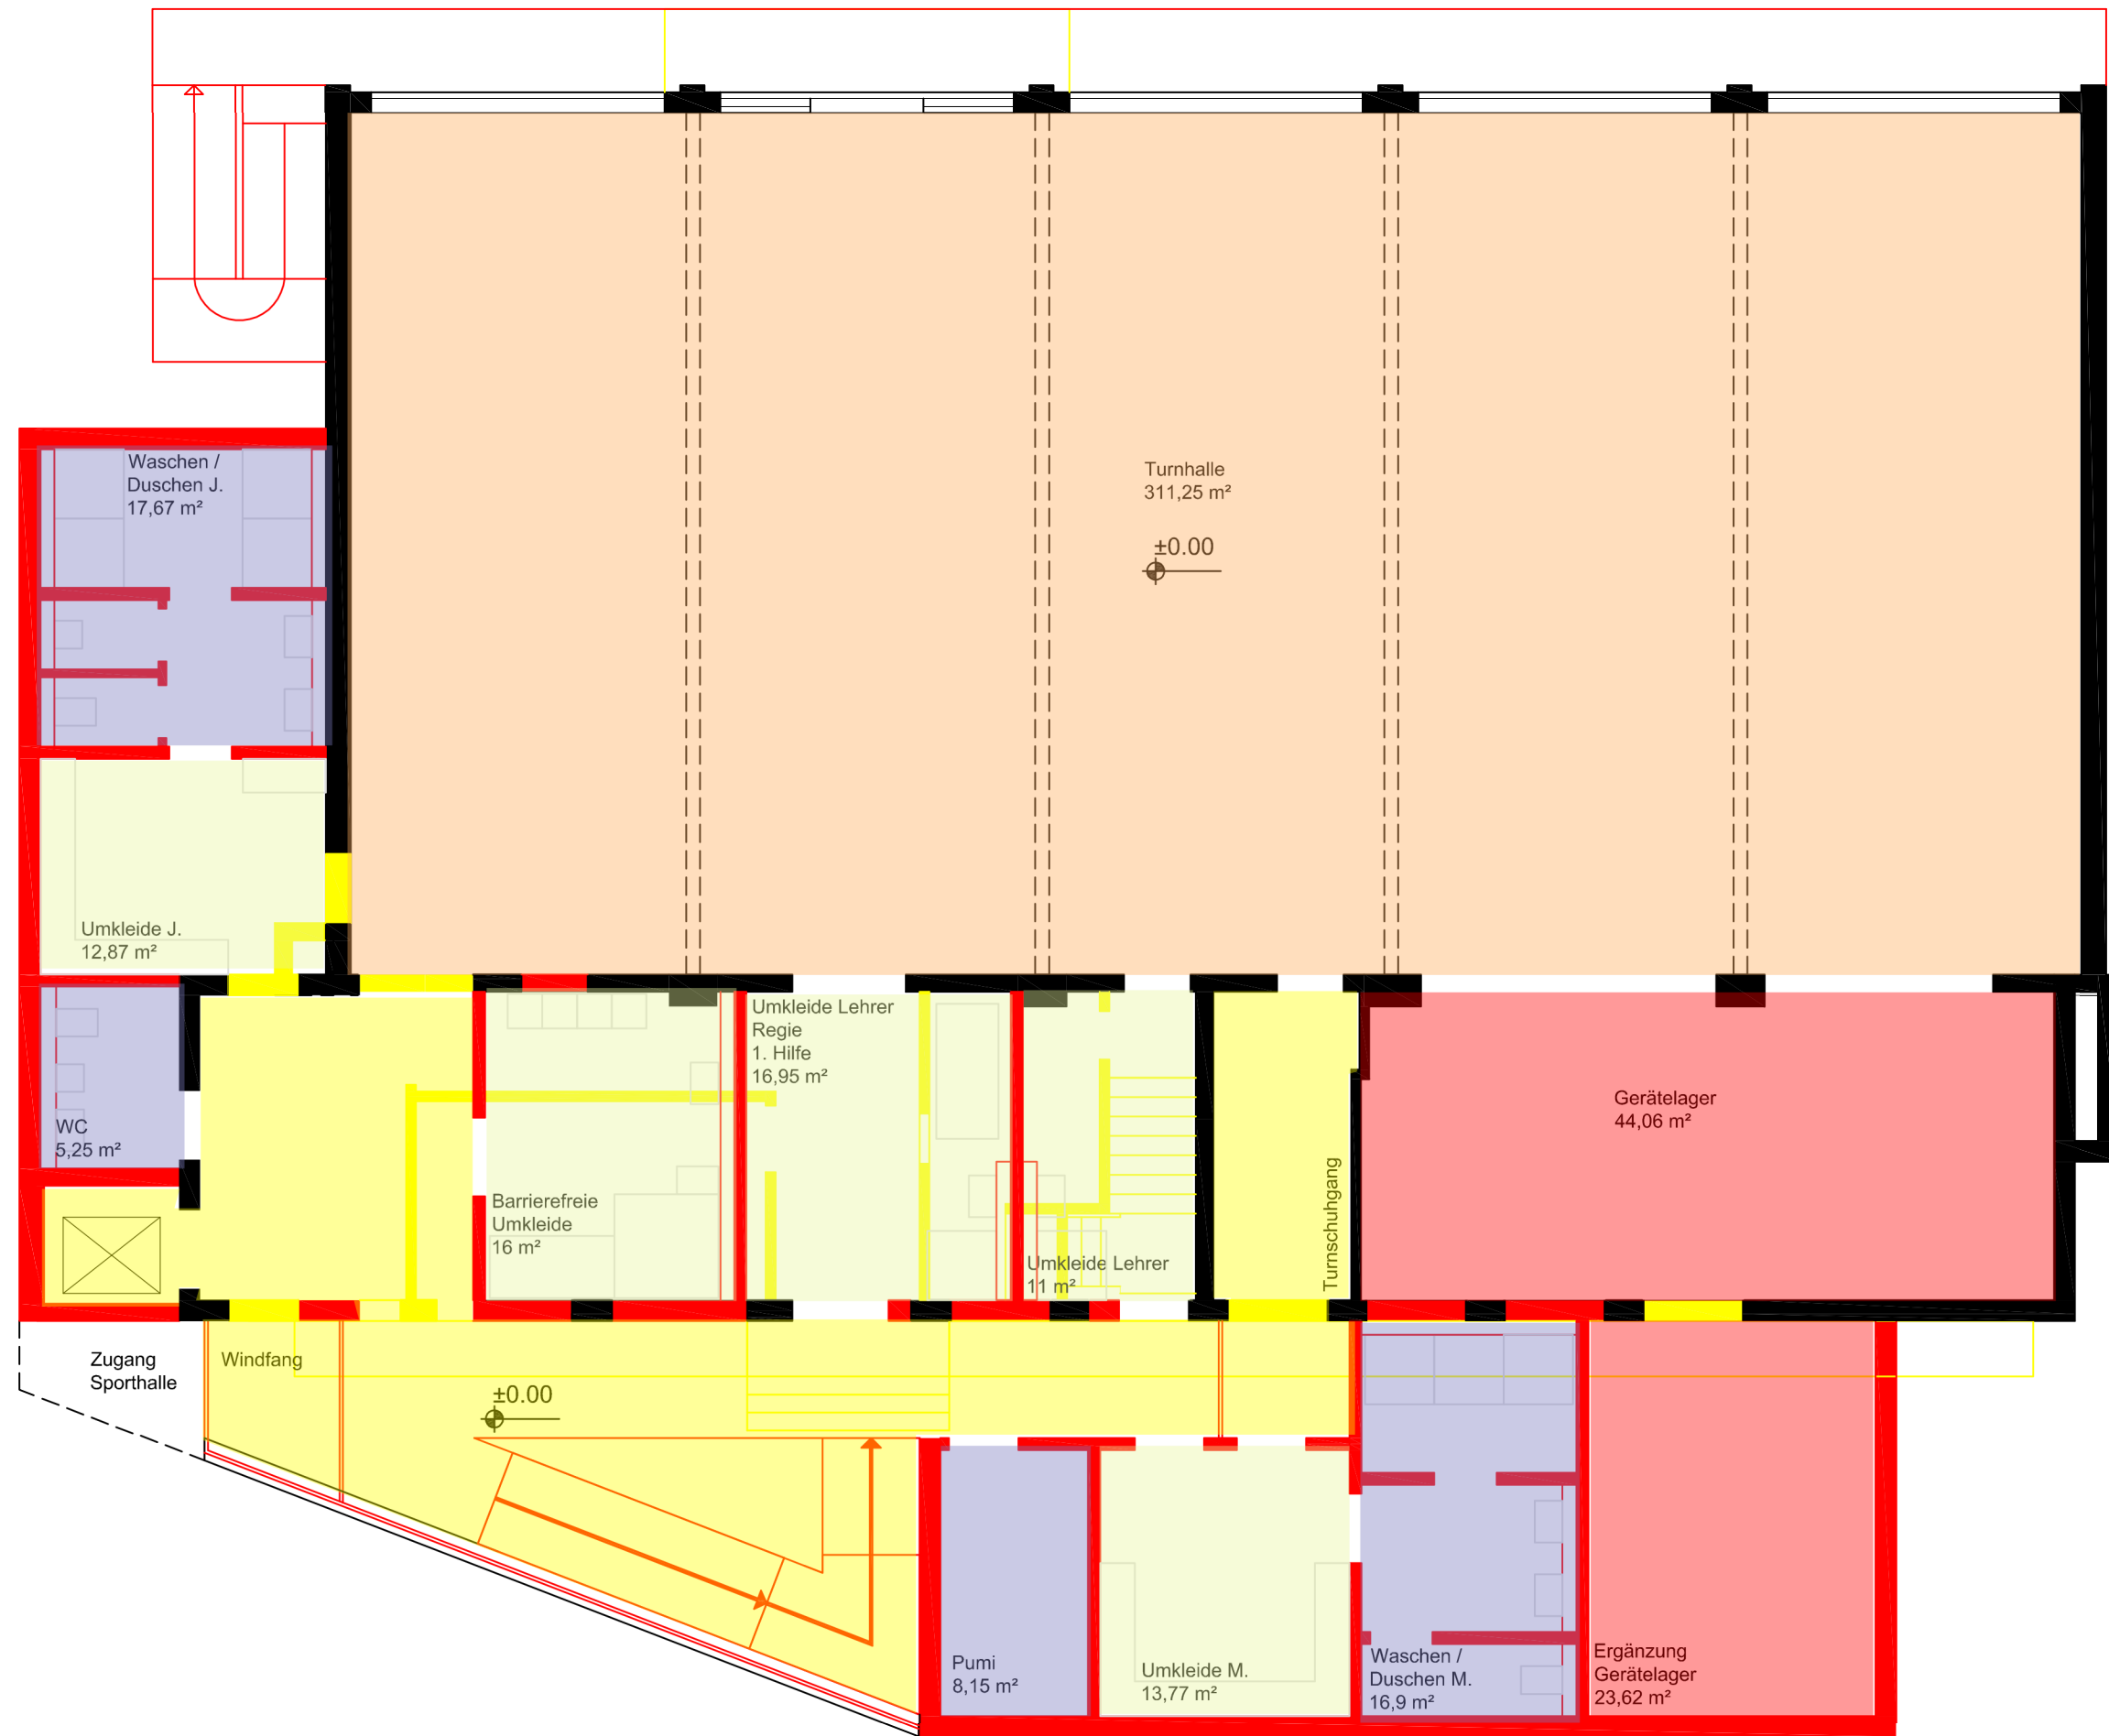 Waschen /
Duschen J.
17,67 m²
Turnhalle
311,25 m²
±0.00
Umkleide J.
12,87 m²
Umkleide Lehrer
Regie
1. Hilfe
16,95 m²
Gerätelager
44,06 m²
WC
5,25 m²
Barrierefreie
Umkleide
16 m²
Umkleide Lehrer
11 m²
Turnschuhgang
Zugang
Sporthalle
Windfang
±0.00
Pumi
8,15 m²
Umkleide M.
13,77 m²
Waschen /
Duschen M.
16,9 m²
Ergänzung
Gerätelager
23,62 m²